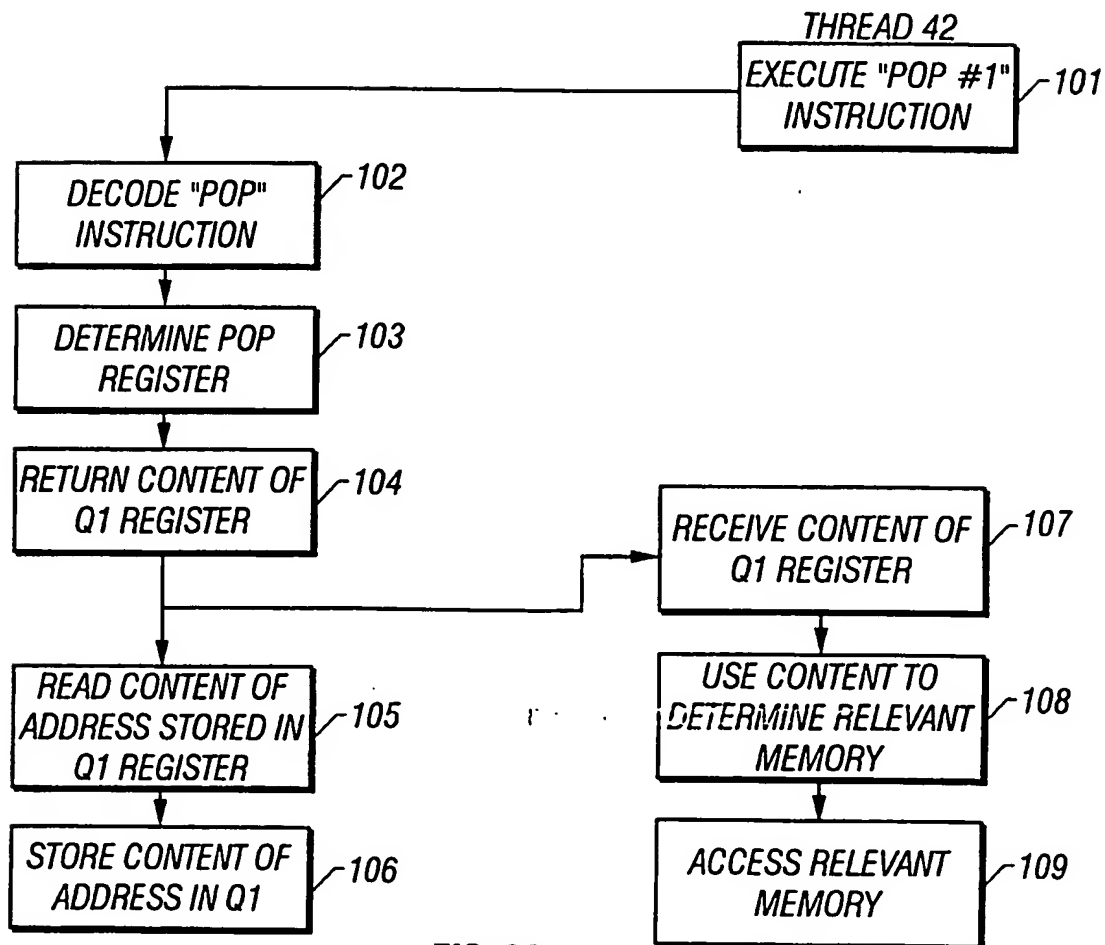 THREAD 42
EXECUTE "POP #1"
INSTRUCTION
101
DECODE "POP"
INSTRUCTION
102
DETERMINE POP
REGISTER
103
RETURN CONTENT OF
Q1 REGISTER
104
RECEIVE CONTENT OF
Q1 REGISTER
107
READ CONTENT OF
ADDRESS STORED IN
Q1 REGISTER
105
USE CONTENT TO
DETERMINE RELEVANT
MEMORY
108
STORE CONTENT OF
ADDRESS IN Q1
106
ACCESS RELEVANT
MEMORY
109